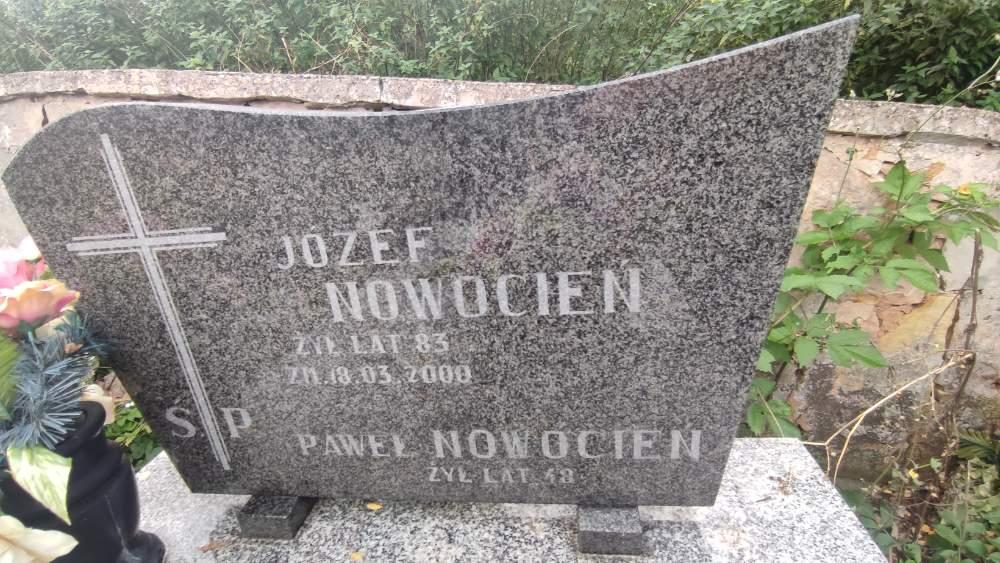 JÓZEF
NOWOCIEŃ
ŻYŁ LAT 83
ZM. 18.03.2000
Ś P
PAWEŁ NOWOCIEŃ
ŻYŁ LAT 48